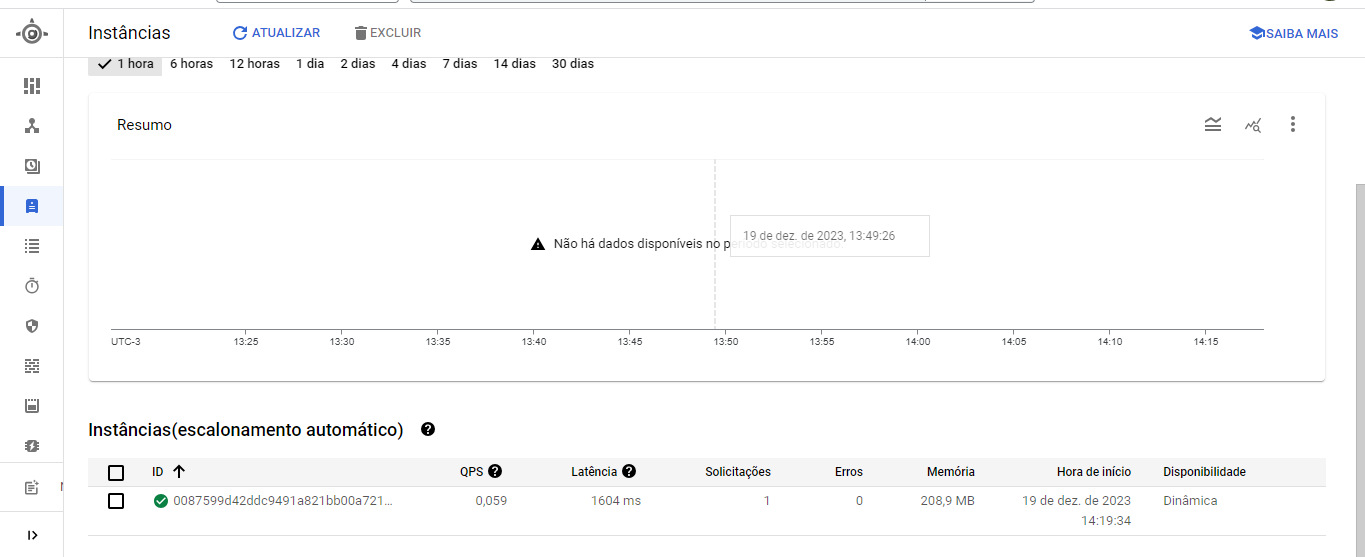 Instâncias ATUALIZAR EXCLUIR SAIBA MAIS
1 hora 6 horas 12 horas 1 dia 2 dias 4 dias 7 dias 14 dias 30 dias
Resumo
19 de dez. de 2023, 13:49:26
Não há dados disponíveis no período selecionado
UTC-3 13:25 13:30 13:35 13:40 13:45 13:50 13:55 14:00 14:05 14:10 14:15
Instâncias(escalonamento automático)
ID QPS Latência Solicitações Erros Memória Hora de início Disponibilidade
0087599d42ddc9491a821bb00a721... 0,059 1604 ms 1 0 208,9 MB 19 de dez. de 2023 Dinâmica
14:19:34